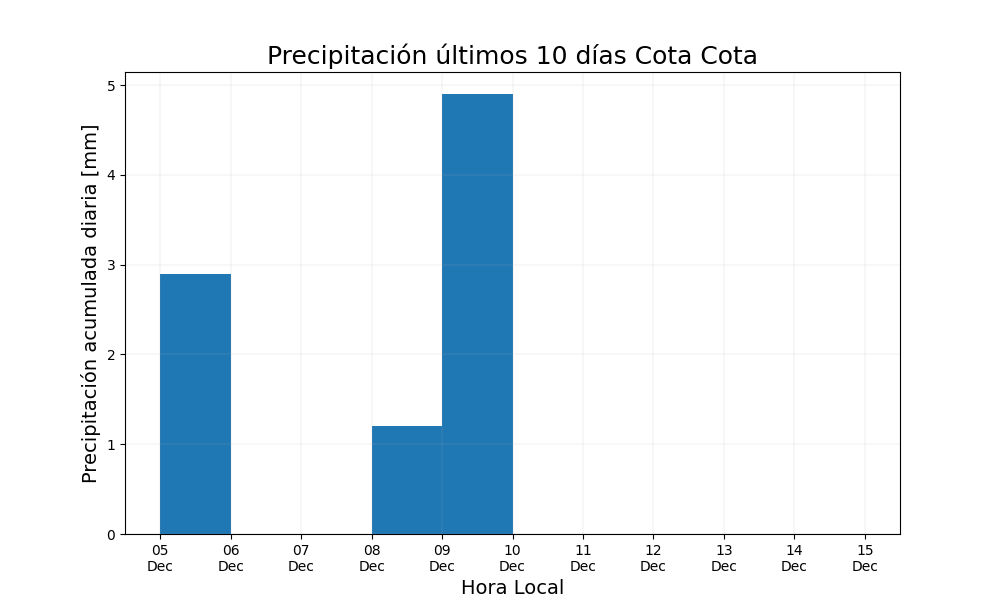 Precipitación últimos 10 días Cota Cota
Precipitación acumulada diaria [mm]
5
4
3
2
1
0
05 06 07 08 09 10 11 12 13 14 15
Dec Dec Dec Dec Dec Dec Dec Dec Dec Dec Dec
Hora Local